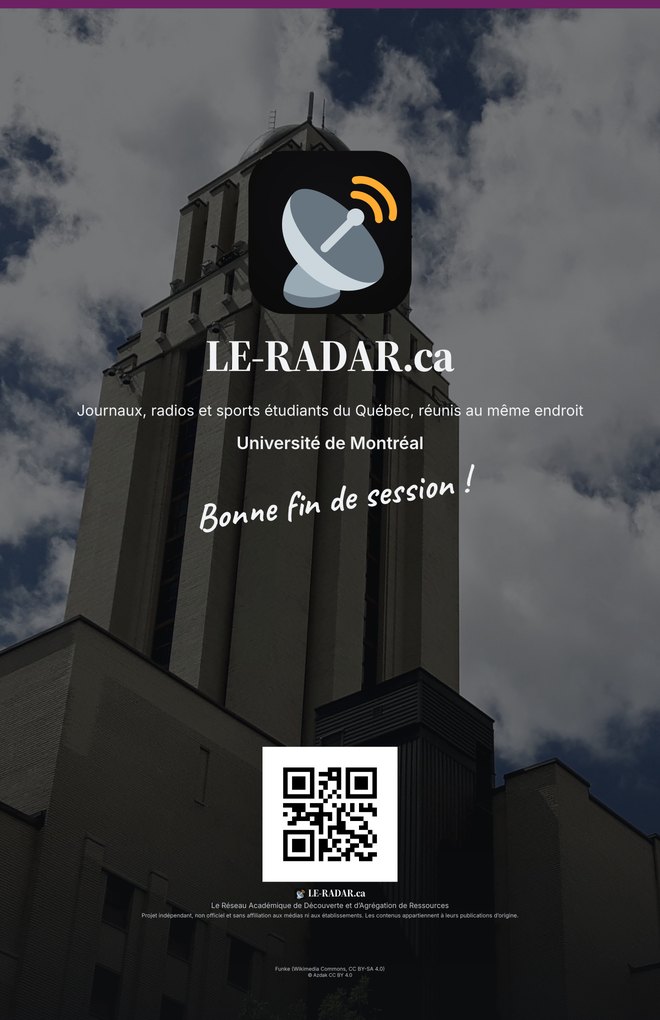 LE-RADAR.ca
Journaux, radios et sports étudiants du Québec, réunis au même endroit
Université de Montréal
Bonne fin de session !
LE-RADAR.ca
Le Réseau Académique de Découverte et d'Agrégation de Ressources
Projet indépendant, non officiel et sans affiliation aux médias ni aux établissements. Les contenus appartiennent à leurs publications d'origine.
Funke (Wikimedia Commons, CC BY-SA 4.0)
© Azdak CC BY 4.0